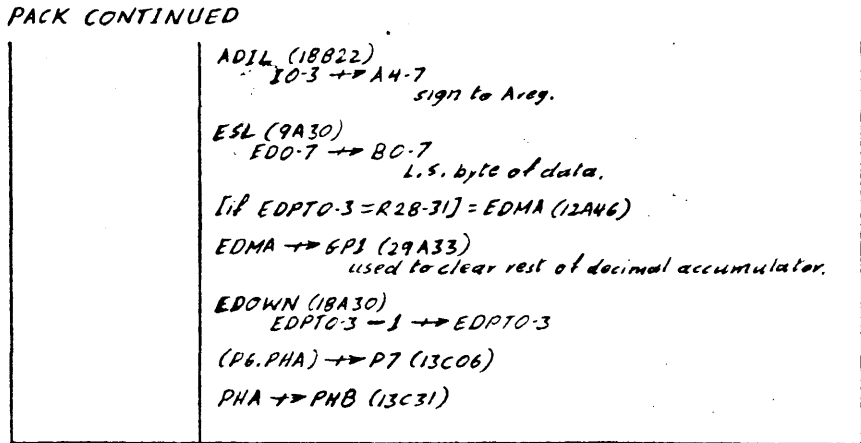 PACK CONTINUED
ADIL (18B22)
I0-3 +→ A4-7
sign to Areg.
ESL (9A30)
ED0-7 +→ B0-7
L.S. byte of data.
[if EDPT0-3 = R28-31] = EDMA (12A46)
EDMA +→ GP1 (29A33)
used to clear rest of decimal accumulator.
EDOWN (18A30)
EDPT0-3 - 1 +→ EDPT0-3
(P6.PHA) +→ P7 (13C06)
PHA +→ PHB (13C31)